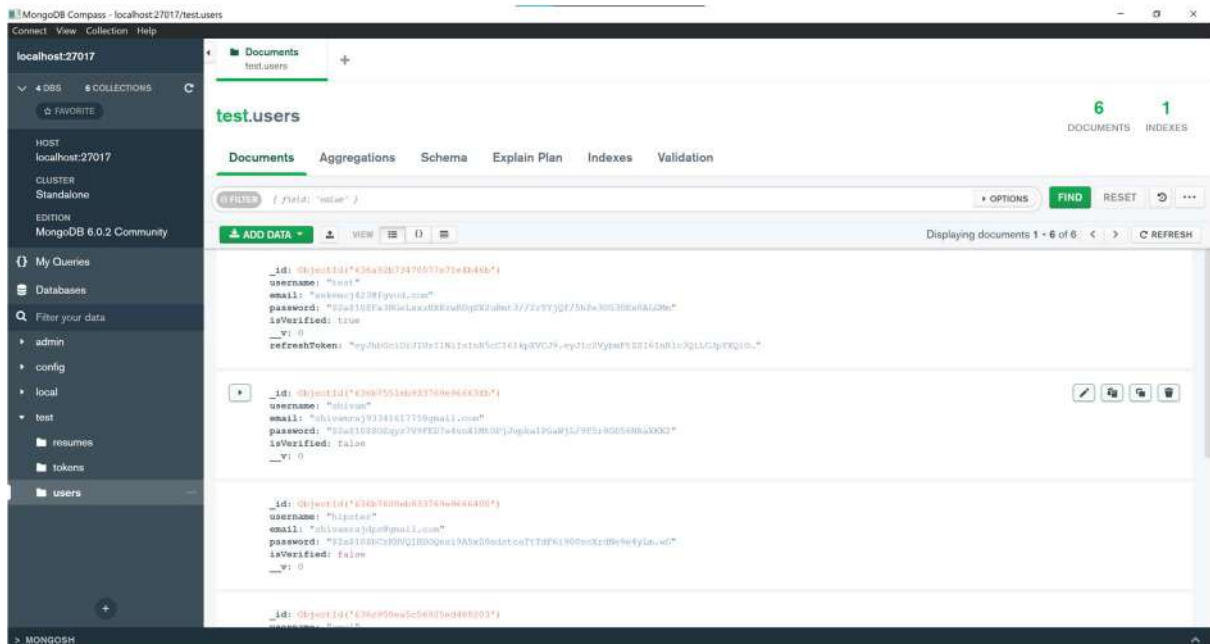 MongoDB Compass - localhost:27017/test.users
Connect View Collection Help
localhost:27017
4 DBS 6 COLLECTIONS
FAVORITE
HOST
localhost:27017
CLUSTER
Standalone
EDITION
MongoDB 6.0.2 Community
My Queries
Databases
Filter your data
admin
config
local
test
resumes
tokens
users
Documents
test.users
test.users
6 DOCUMENTS
1 INDEXES
Documents Aggregations Schema Explain Plan Indexes Validation
FILTER { field: 'value' }
OPTIONS FIND RESET
ADD DATA VIEW {} Displaying documents 1 - 6 of 6 < > REFRESH
_id:
username: "test"
email:
password:
isVerified: true
__v: 0
refreshToken:
_id:
username: "shivam"
email:
password:
isVerified: false
__v: 0
_id:
username: "hipster"
email:
password:
isVerified: false
__v: 0
_id:
> MONGOSH